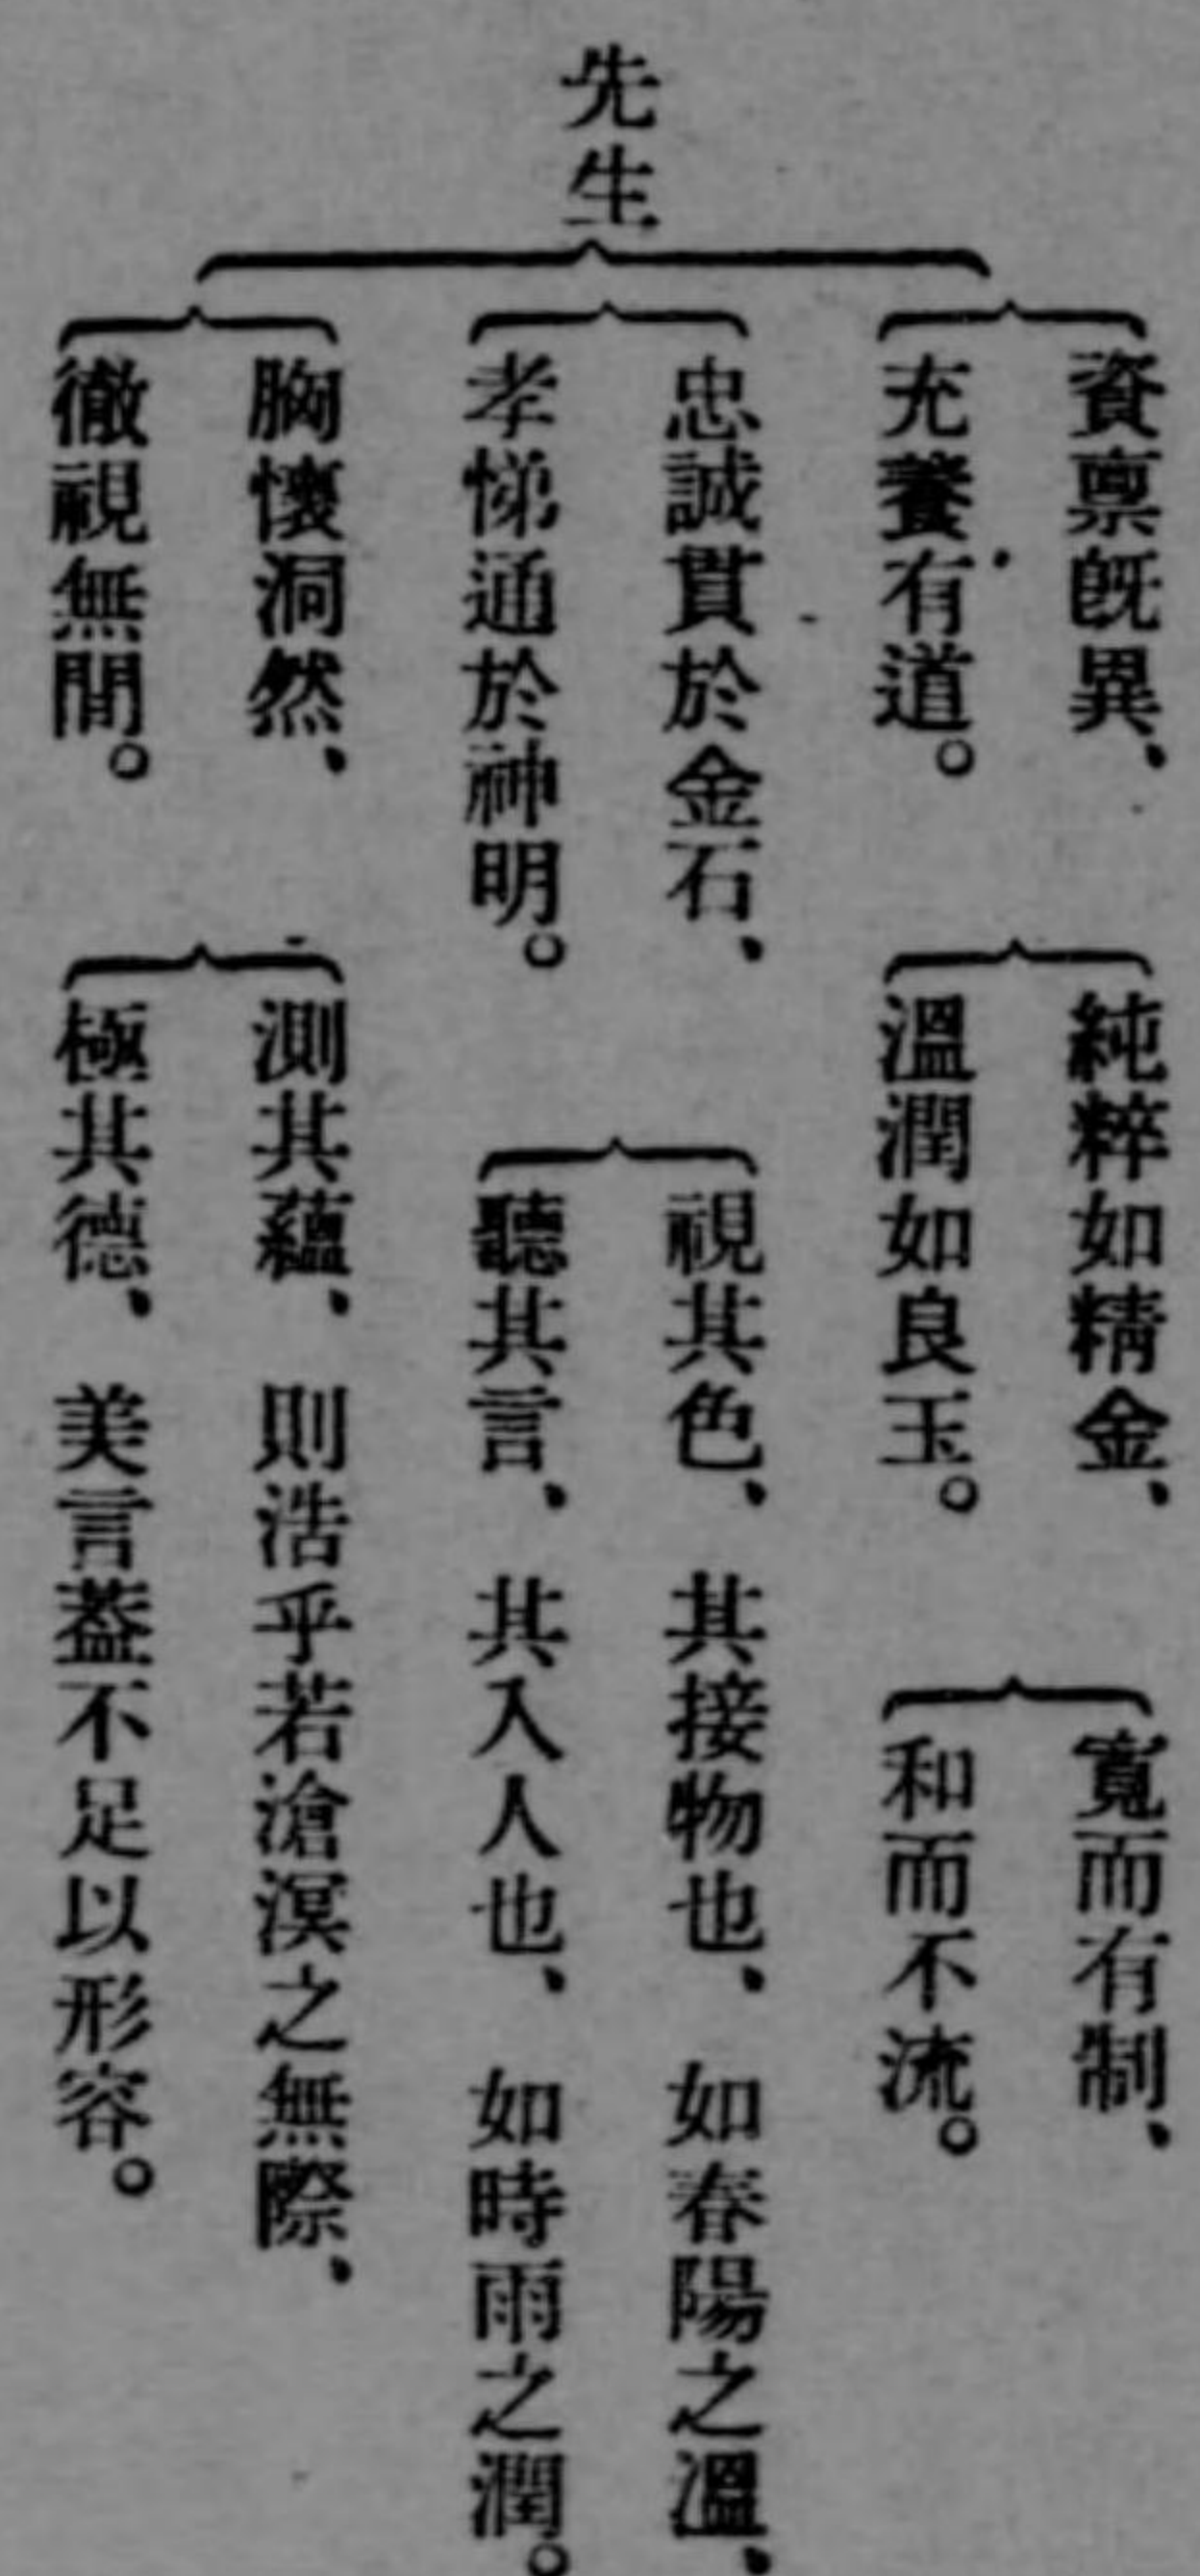 先生
資稟既異、
充養有道。
純粹如精金、
溫潤如良玉。
寬而有制、
和而不流。
忠誠貫於金石、
孝悌通於神明。
視其色、其接物也、如春陽之溫、
聽其言、其入人也、如時雨之潤。
胸懷洞然、
徹視無間。
測其蘊、則浩乎若滄溟之無際、
極其德、美言蓋不足以形容。